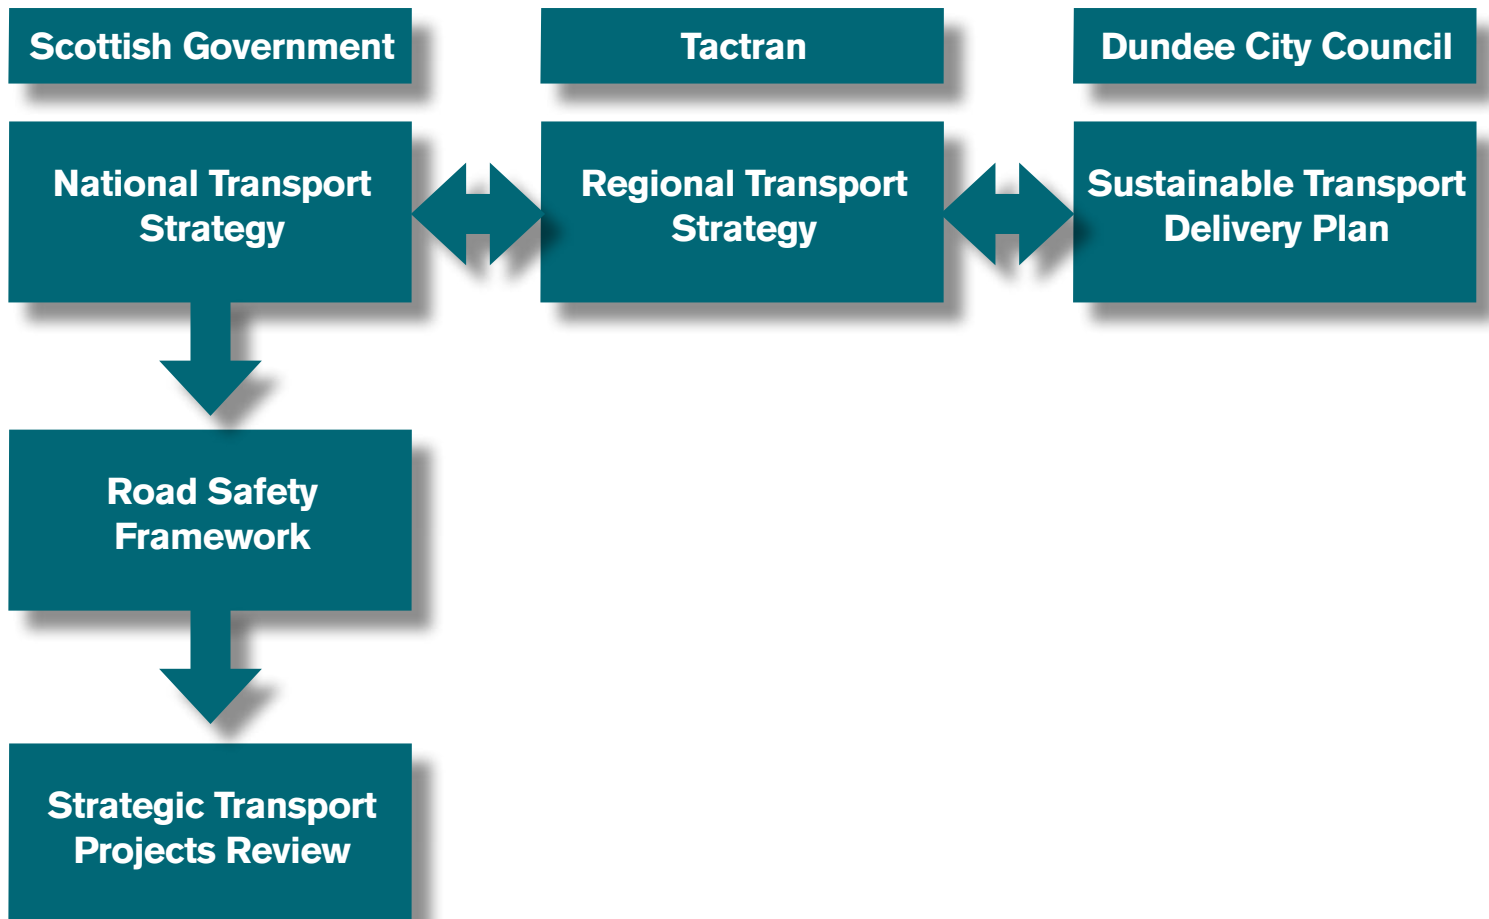 Scottish Government
Tactran
Dundee City Council
National Transport
Strategy
Regional Transport
Strategy
Sustainable Transport
Delivery Plan
Road Safety
Framework
Strategic Transport
Projects Review